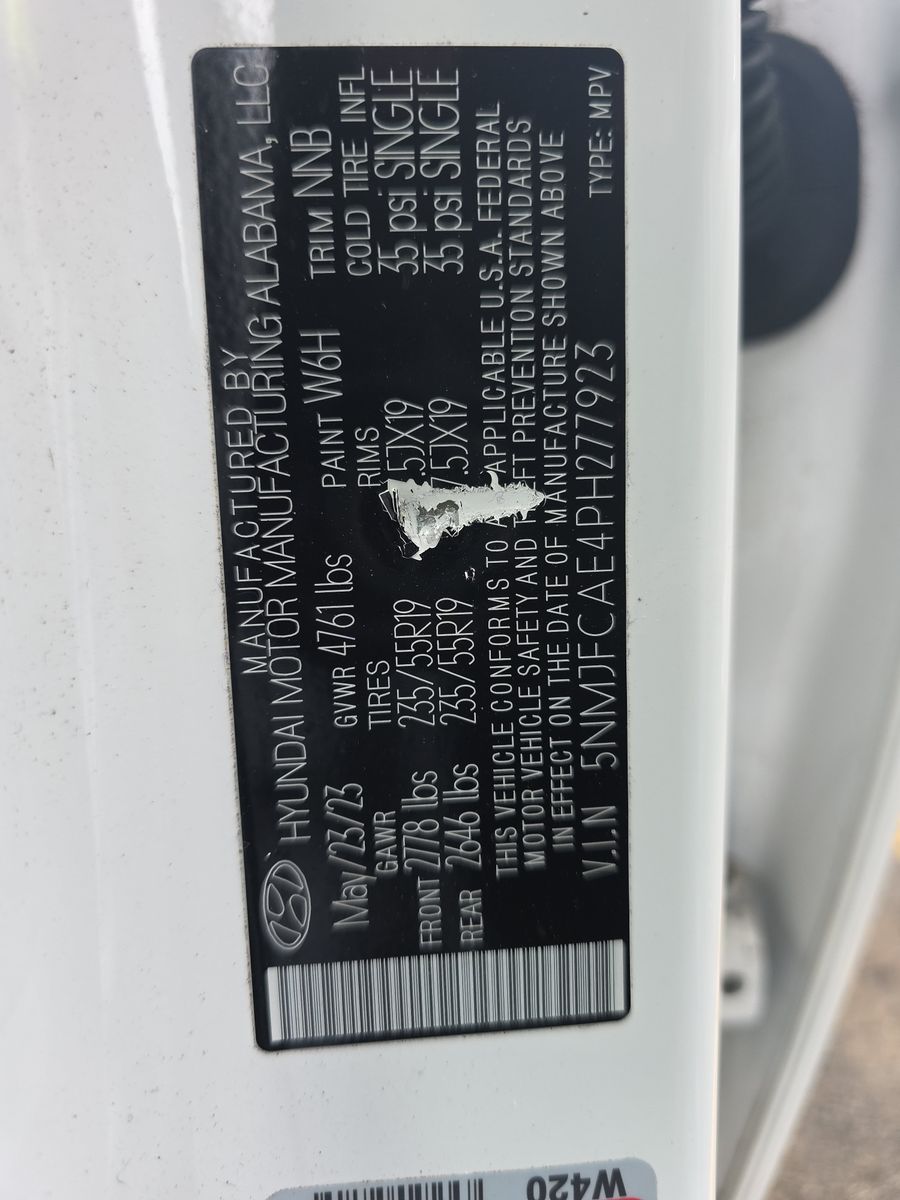 MANUFACTURED BY
HYUNDAI MOTOR MANUFACTURING ALABAMA, LLC
May/23/23 GVWR 4761 lbs PAINT W6H TRIM NNB
GAWR TIRES RIMS COLD TIRE INFL
FRONT 2778 lbs 235/55R19 .5JX19 35 psi SINGLE
REAR 2646 lbs 235/55R19 7.5JX19 35 psi SINGLE
THIS VEHICLE CONFORMS TO APPLICABLE U.S.A. FEDERAL
MOTOR VEHICLE SAFETY AND PREVENTION STANDARDS
IN EFFECT ON THE DATE OF MANUFACTURE SHOWN ABOVE
V.I.N 5NMJFCAE4PH277923 TYPE: MPV
W420